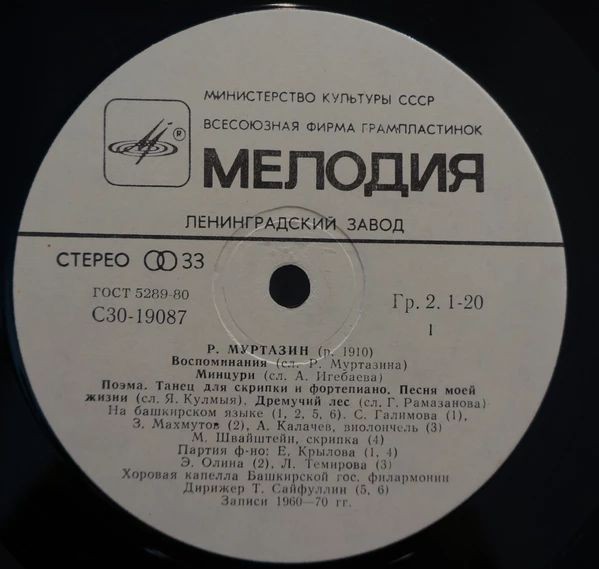 МИНИСТЕРСТВО КУЛЬТУРЫ СССР
ВСЕСОЮЗНАЯ ФИРМА ГРАМПЛАСТИНОК
®
МЕЛОДИЯ
ЛЕНИНГРАДСКИЙ ЗАВОД
СТЕРЕО 33
ГОСТ 5289-80
С30-19087
Гр. 2. 1-20
1
Р. МУРТАЗИН (р. 1910)
Воспоминания (сл. Р. Муртазина)
Минцури (сл. А. Игебаева)
Поэма. Танец для скрипки и фортепиано. Песня моей
жизни (сл. Я. Кулмыя). Дремучий лес (сл. Г. Рамазанова)
На башкирском языке (1, 2, 5, 6). С. Галимова (1),
З. Махмутов (2), А. Калачев, виолончель (3)
М. Швайштейн, скрипка (4)
Партия ф-но: Е. Крылова (1, 4)
Э. Олина (2), Л. Темирова (3)
Хоровая капелла Башкирской гос. филармонии
Дирижер Т. Сайфуллин (5, 6)
Записи 1960—70 гг.